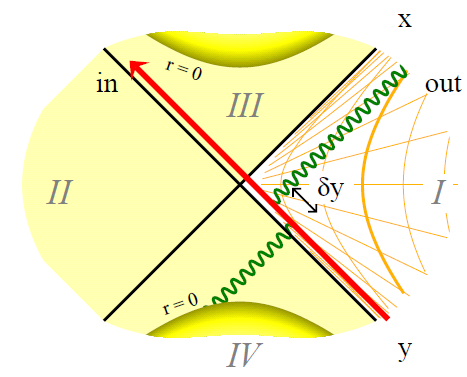 x
r = 0
in
out
III
δy
II
I
r = 0
IV
y